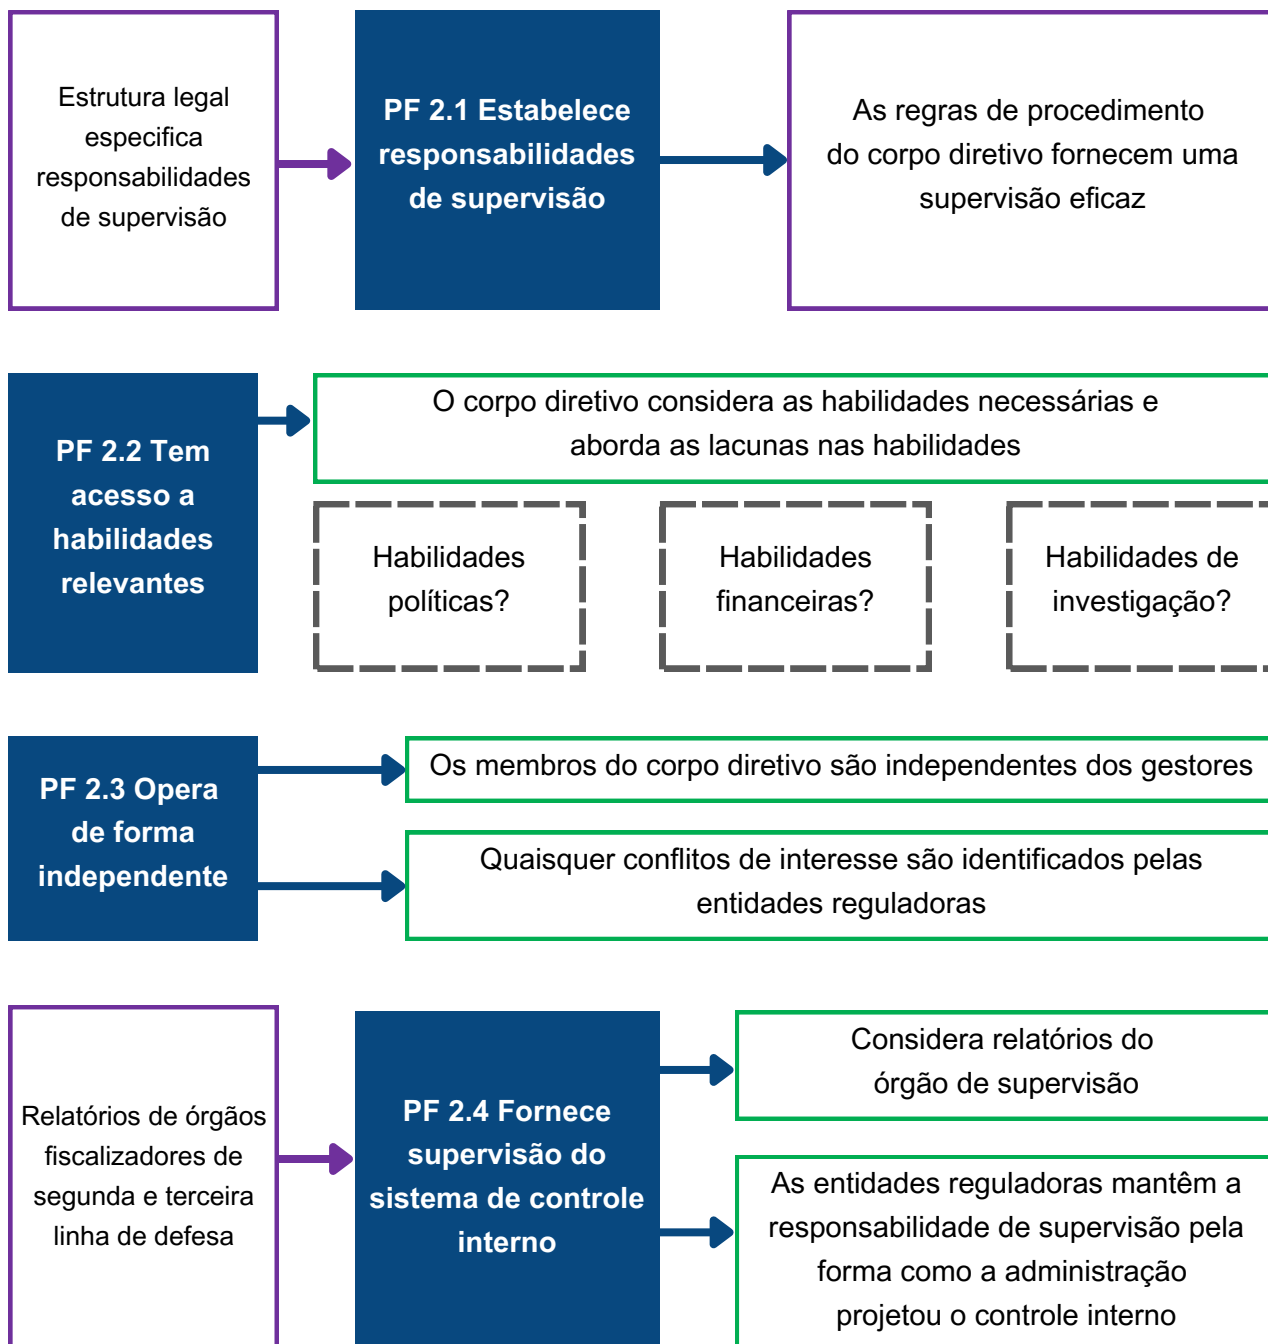 Estrutura legal
especifica
responsabilidades
de supervisão
PF 2.1 Estabelece
responsabilidades
de supervisão
As regras de procedimento
do corpo diretivo fornecem uma
supervisão eficaz
PF 2.2 Tem
acesso a
habilidades
relevantes
O corpo diretivo considera as habilidades necessárias e
aborda as lacunas nas habilidades
Habilidades
políticas?
Habilidades
financeiras?
Habilidades de
investigação?
PF 2.3 Opera
de forma
independente
Os membros do corpo diretivo são independentes dos gestores
Quaisquer conflitos de interesse são identificados pelas
entidades reguladoras
Relatórios de órgãos
fiscalizadores de
segunda e terceira
linha de defesa
PF 2.4 Fornece
supervisão do
sistema de controle
interno
Considera relatórios do
órgão de supervisão
As entidades reguladoras mantêm a
responsabilidade de supervisão pela
forma como a administração
projetou o controle interno